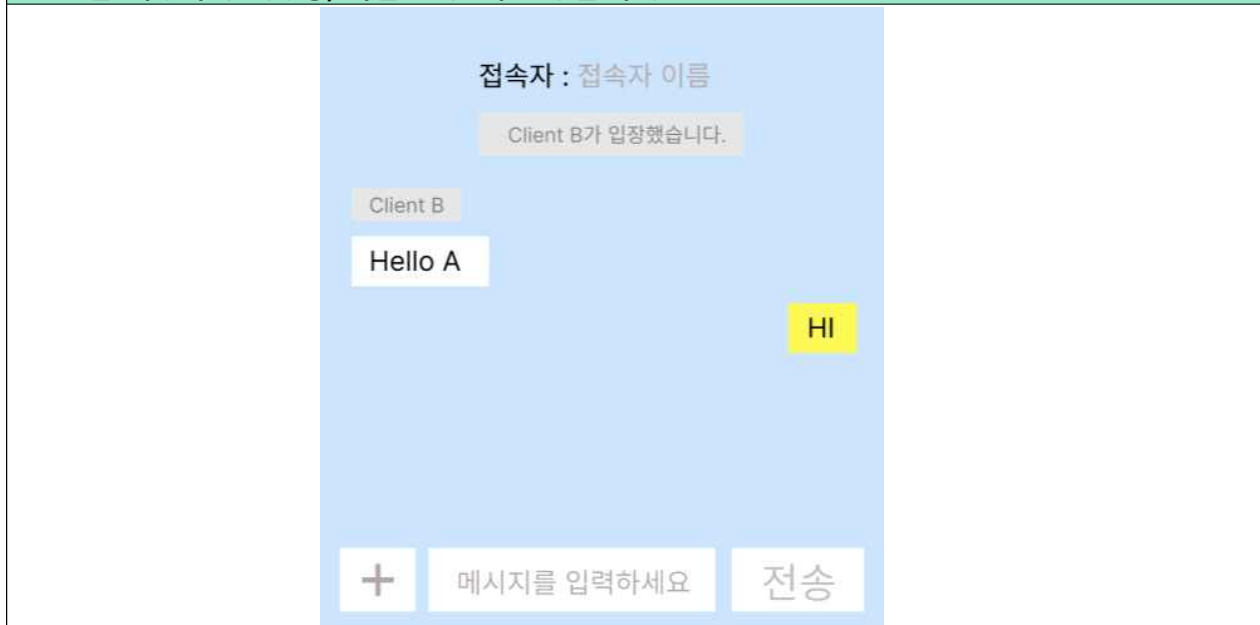 접속자 : 접속자 이름
Client B가 입장했습니다.
Client B
Hello A
HI
+ 메시지를 입력하세요 전송